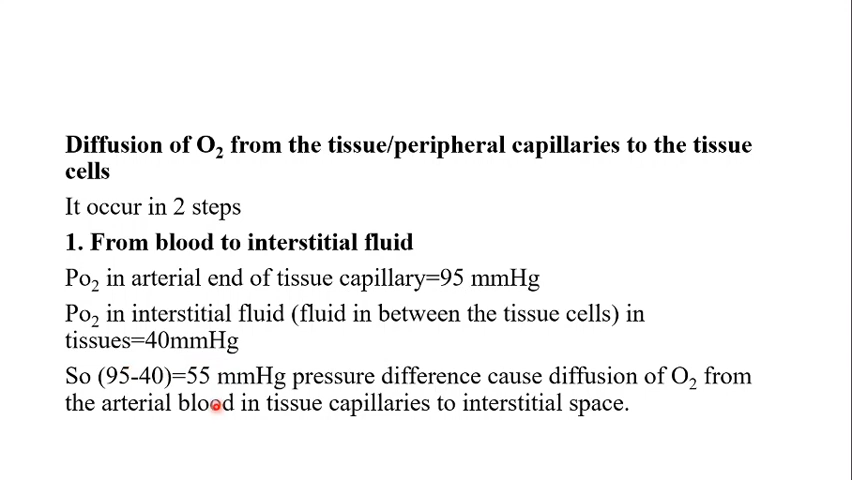 Diffusion of O₂ from the tissue/peripheral capillaries to the tissue
cells
It occur in 2 steps
1. From blood to interstitial fluid
Po₂ in arterial end of tissue capillary=95 mmHg
Po₂ in interstitial fluid (fluid in between the tissue cells) in
tissues=40mmHg
So (95-40)=55 mmHg pressure difference cause diffusion of O₂ from
the arterial blood in tissue capillaries to interstitial space.